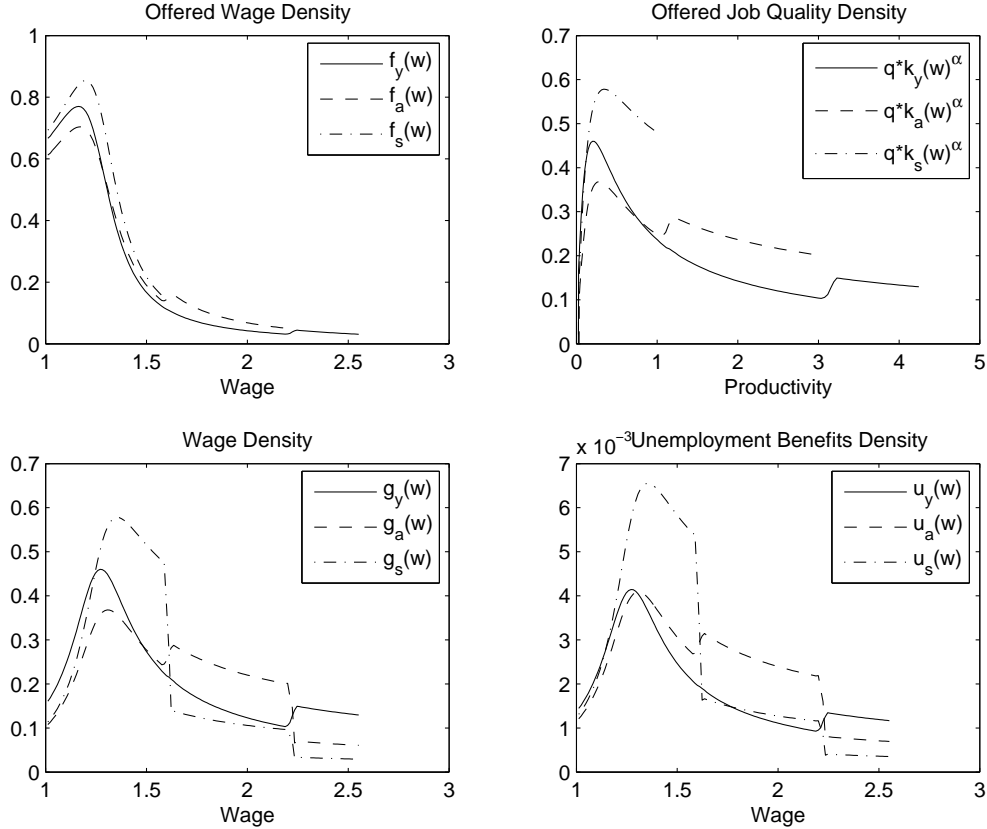 Offered Wage Density
1
0.8
0.6
0.4
0.2
0
1
1.5
2
2.5
3
Wage
f_y(w)
f_a(w)
f_s(w)
Offered Job Quality Density
0.7
0.6
0.5
0.4
0.3
0.2
0.1
0
0
1
2
3
4
5
Productivity
q*k_y(w)^α
q*k_a(w)^α
q*k_s(w)^α
Wage Density
0.7
0.6
0.5
0.4
0.3
0.2
0.1
0
1
1.5
2
2.5
3
Wage
g_y(w)
g_a(w)
g_s(w)
x 10^−3 Unemployment Benefits Density
7
6
5
4
3
2
1
0
1
1.5
2
2.5
3
Wage
u_y(w)
u_a(w)
u_s(w)